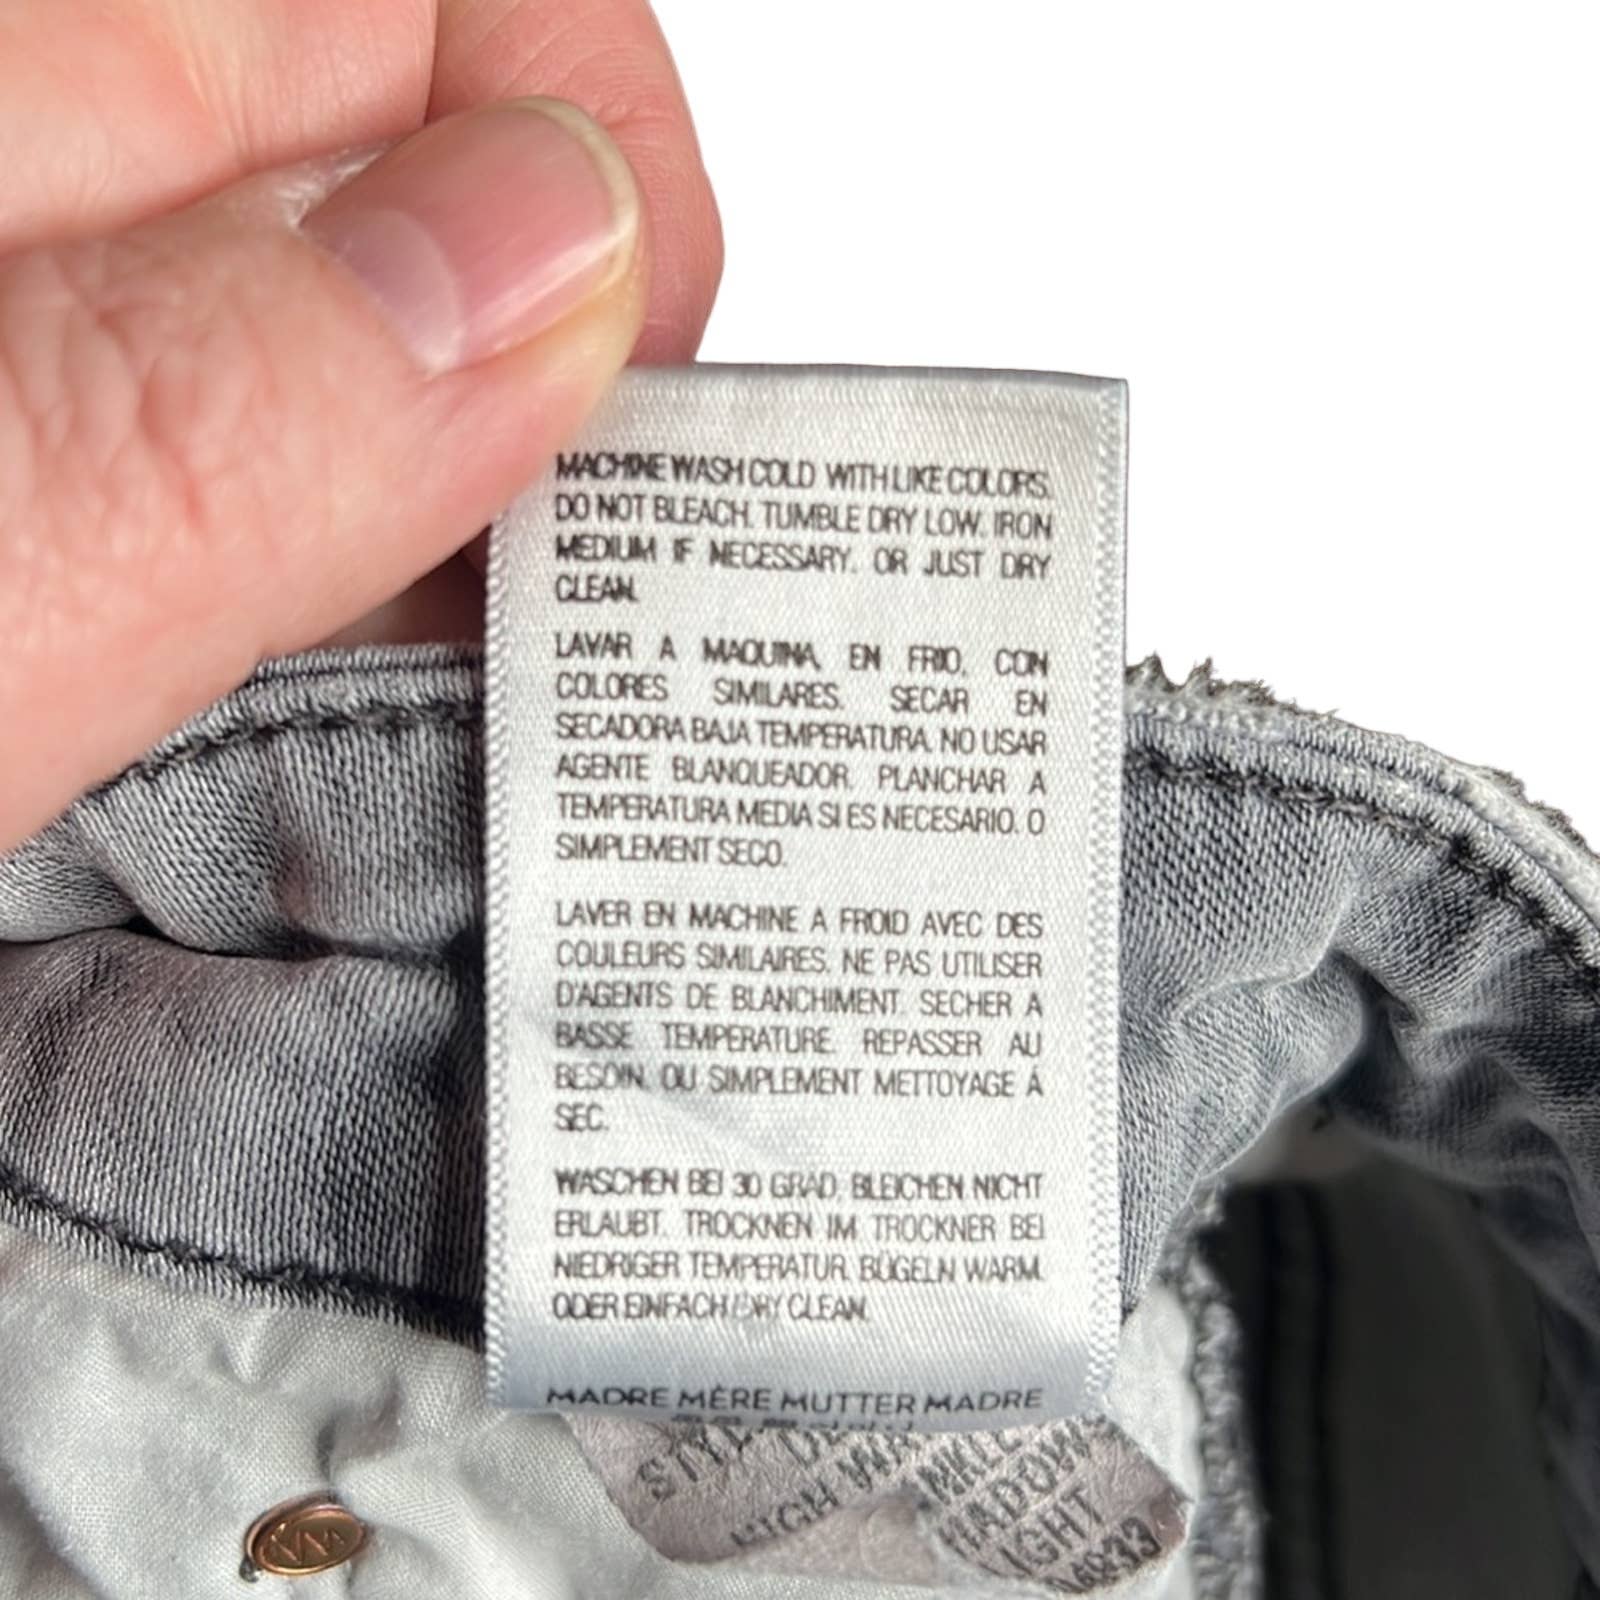 MACHINE WASH COLD WITH LIKE COLORS.
DO NOT BLEACH. TUMBLE DRY LOW. IRON
MEDIUM IF NECESSARY. OR JUST DRY
CLEAN.
LAVAR A MAQUINA EN FRIO, CON
COLORES SIMILARES. SECAR EN
SECADORA BAJA TEMPERATURA. NO USAR
AGENTE BLANQUEADOR. PLANCHAR A
TEMPERATURA MEDIA SI ES NECESARIO. O
SIMPLEMENT SECO.
LAVER EN MACHINE A FROID AVEC DES
COULEURS SIMILAIRES. NE PAS UTILISER
D'AGENTS DE BLANCHIMENT. SECHER A
BASSE TEMPERATURE. REPASSER AU
BESOIN. OU SIMPLEMENT METTOYAGE Á
SEC.
WASCHEN BEI 30 GRAD. BLEICHEN NICHT
ERLAUBT. TROCKNEN IM TROCKNER BEI
NIEDRIGER TEMPERATUR. BÜGELN WARM.
ODER EINFACH DRY CLEAN.
MADRE MÈRE MUTTER MADRE
HIGH